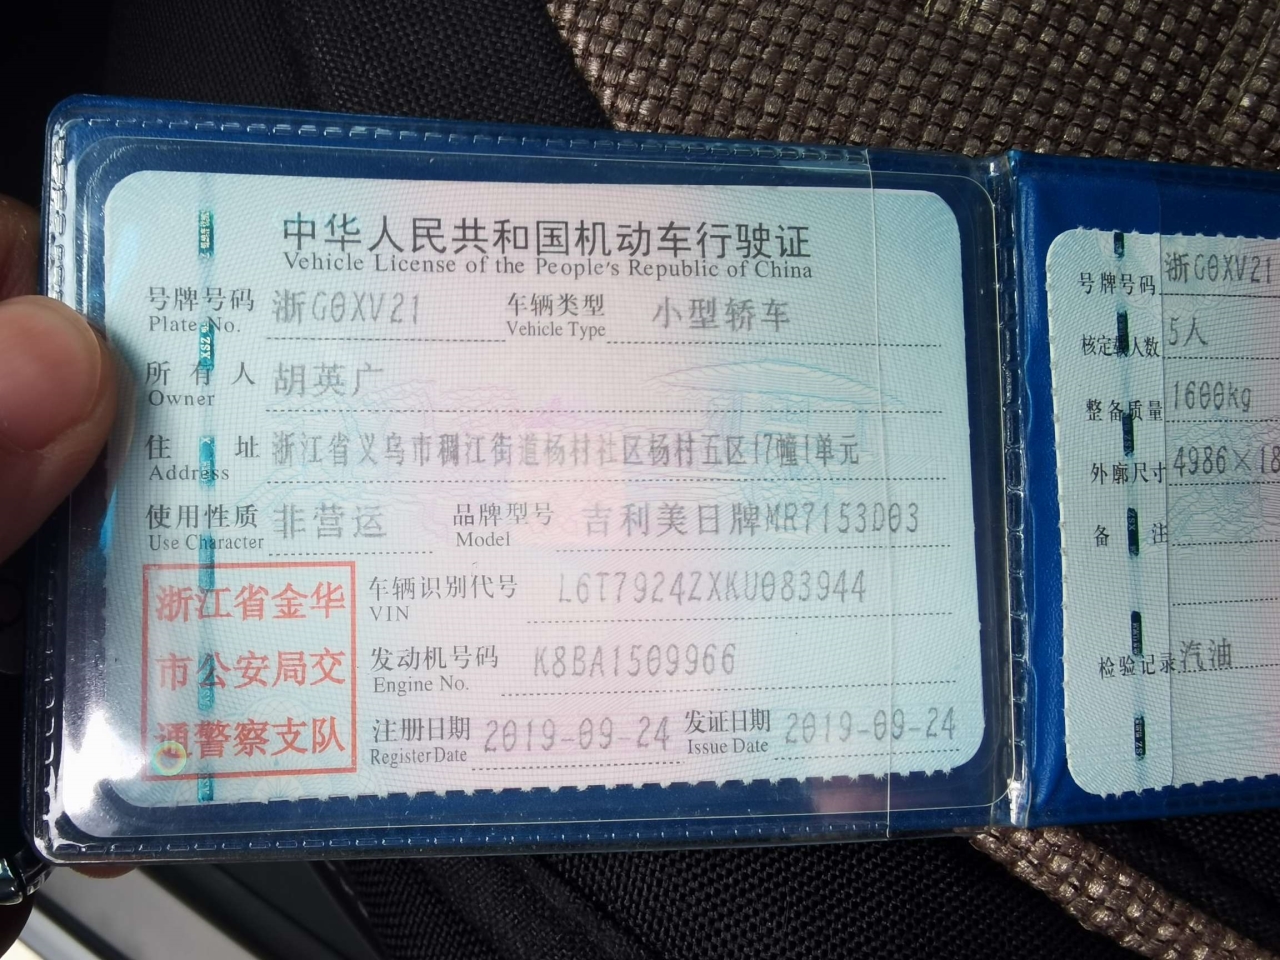 中华人民共和国机动车行驶证
Vehicle License of the People's Republic of China
号牌号码 浙G0XV21 车辆类型 小型轿车
Plate No. Vehicle Type
所有人 胡英广
Owner
住址 浙江省义乌市稠江街道杨村社区杨村五区17幢1单元
Address
使用性质 非营运 品牌型号 吉利美日牌MR7153D03
Use Character Model
车辆识别代号 L6T7924ZXKU083944
VIN
发动机号码 K8BA1509966
Engine No.
注册日期 2019-09-24 发证日期 2019-09-24
Register Date Issue Date
浙江省金华
市公安局交
通警察支队
号牌号码 浙G0XV21
核定载人数 5人
整备质量 1600kg
外廓尺寸 4986×18
备注
检验记录 汽油